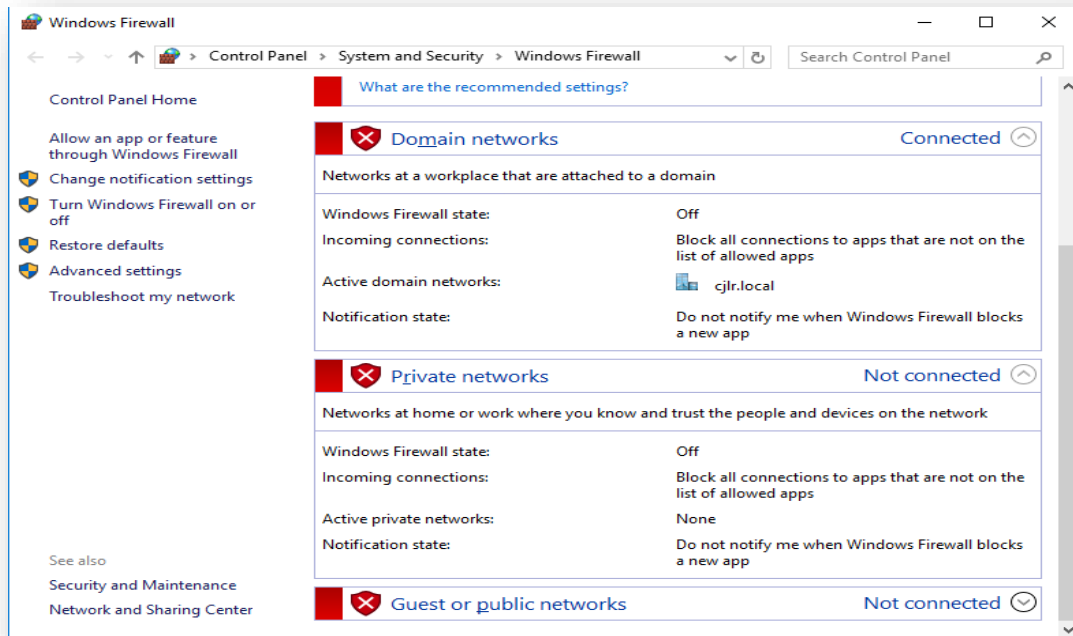 Windows Firewall
Control Panel > System and Security > Windows Firewall
Search Control Panel
Control Panel Home
Allow an app or feature
through Windows Firewall
Change notification settings
Turn Windows Firewall on or
off
Restore defaults
Advanced settings
Troubleshoot my network
See also
Security and Maintenance
Network and Sharing Center
What are the recommended settings?
Domain networks Connected
Networks at a workplace that are attached to a domain
Windows Firewall state: Off
Incoming connections: Block all connections to apps that are not on the
list of allowed apps
Active domain networks: cjlr.local
Notification state: Do not notify me when Windows Firewall blocks
a new app
Private networks Not connected
Networks at home or work where you know and trust the people and devices on the network
Windows Firewall state: Off
Incoming connections: Block all connections to apps that are not on the
list of allowed apps
Active private networks: None
Notification state: Do not notify me when Windows Firewall blocks
a new app
Guest or public networks Not connected